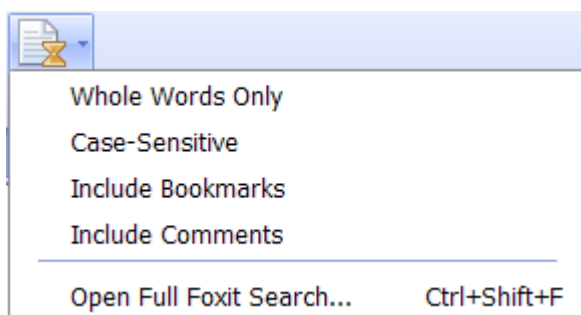 Whole Words Only
Case-Sensitive
Include Bookmarks
Include Comments
Open Full Foxit Search... Ctrl+Shift+F